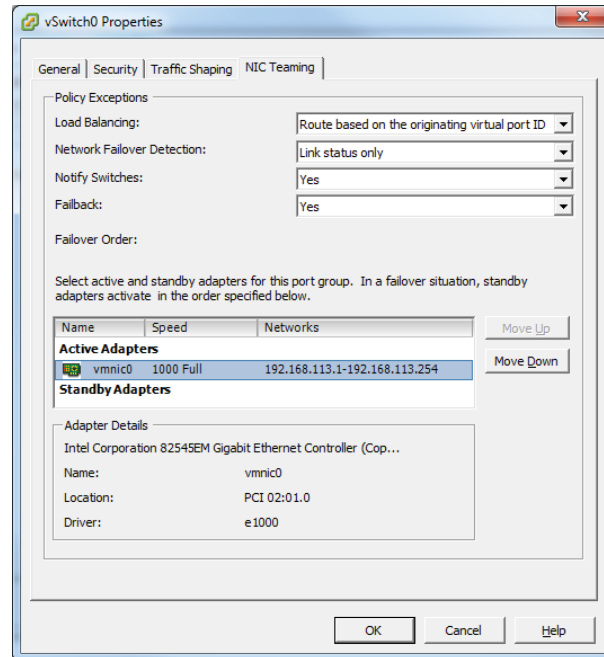 vSwitch0 Properties
General Security Traffic Shaping NIC Teaming
Policy Exceptions
Load Balancing: Route based on the originating virtual port ID
Network Failover Detection: Link status only
Notify Switches: Yes
Failback: Yes
Failover Order:
Select active and standby adapters for this port group. In a failover situation, standby
adapters activate in the order specified below.
Name Speed Networks Move Up
Active Adapters
vmnic0 1000 Full 192.168.113.1-192.168.113.254 Move Down
Standby Adapters
Adapter Details
Intel Corporation 82545EM Gigabit Ethernet Controller (Cop...
Name: vmnic0
Location: PCI 02:01.0
Driver: e1000
OK Cancel Help